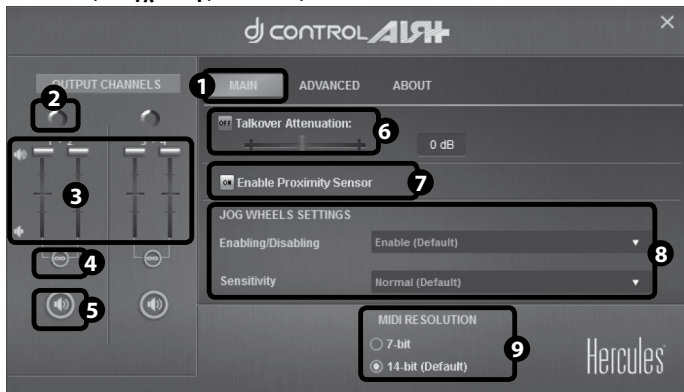 dj CONTROL AIR+
×
OUTPUT CHANNELS
1 MAIN ADVANCED ABOUT
2
OFF Talkover Attenuation: 6
0 dB
1 - 2 3 - 4
3
ON Enable Proximity Sensor 7
JOG WHEELS SETTINGS
Enabling/Disabling Enable (Default)
4
8
Sensitivity Normal (Default)
5
MIDI RESOLUTION
7-bit
9
14-bit (Default)
Hercules